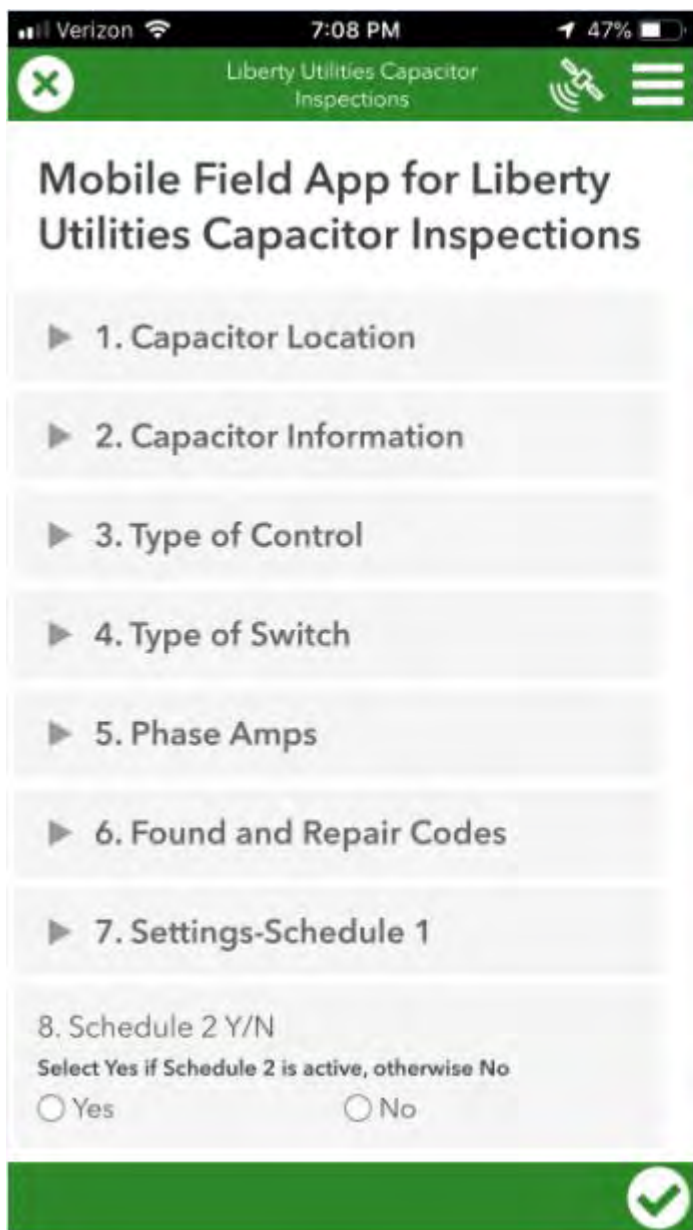 Verizon 7:08 PM 47%
Liberty Utilities Capacitor
Inspections
Mobile Field App for Liberty
Utilities Capacitor Inspections
1. Capacitor Location
2. Capacitor Information
3. Type of Control
4. Type of Switch
5. Phase Amps
6. Found and Repair Codes
7. Settings-Schedule 1
8. Schedule 2 Y/N
Select Yes if Schedule 2 is active, otherwise No
Yes No